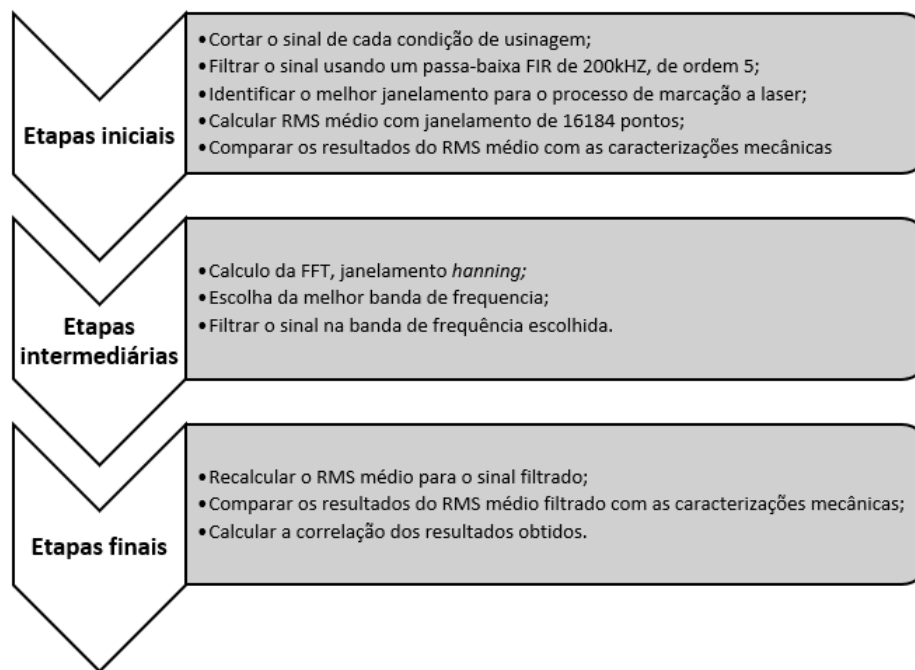 Etapas iniciais
•Cortar o sinal de cada condição de usinagem;
•Filtrar o sinal usando um passa-baixa FIR de 200kHZ, de ordem 5;
•Identificar o melhor janelamento para o processo de marcação a laser;
•Calcular RMS médio com janelamento de 16184 pontos;
•Comparar os resultados do RMS médio com as caracterizações mecânicas
Etapas
intermediárias
•Calculo da FFT, janelamento hanning;
•Escolha da melhor banda de frequencia;
•Filtrar o sinal na banda de frequência escolhida.
Etapas finais
•Recalcular o RMS médio para o sinal filtrado;
•Comparar os resultados do RMS médio filtrado com as caracterizações mecânicas;
•Calcular a correlação dos resultados obtidos.